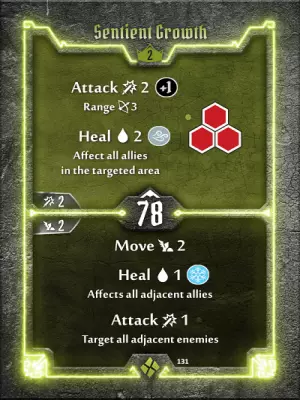 Sentient Growth
2
Attack 2 +1
Range 3
Heal 2
Affect all allies
in the targeted area
2
78
2
Move 2
Heal 1
Affects all adjacent allies
Attack 1
Target all adjacent enemies
131